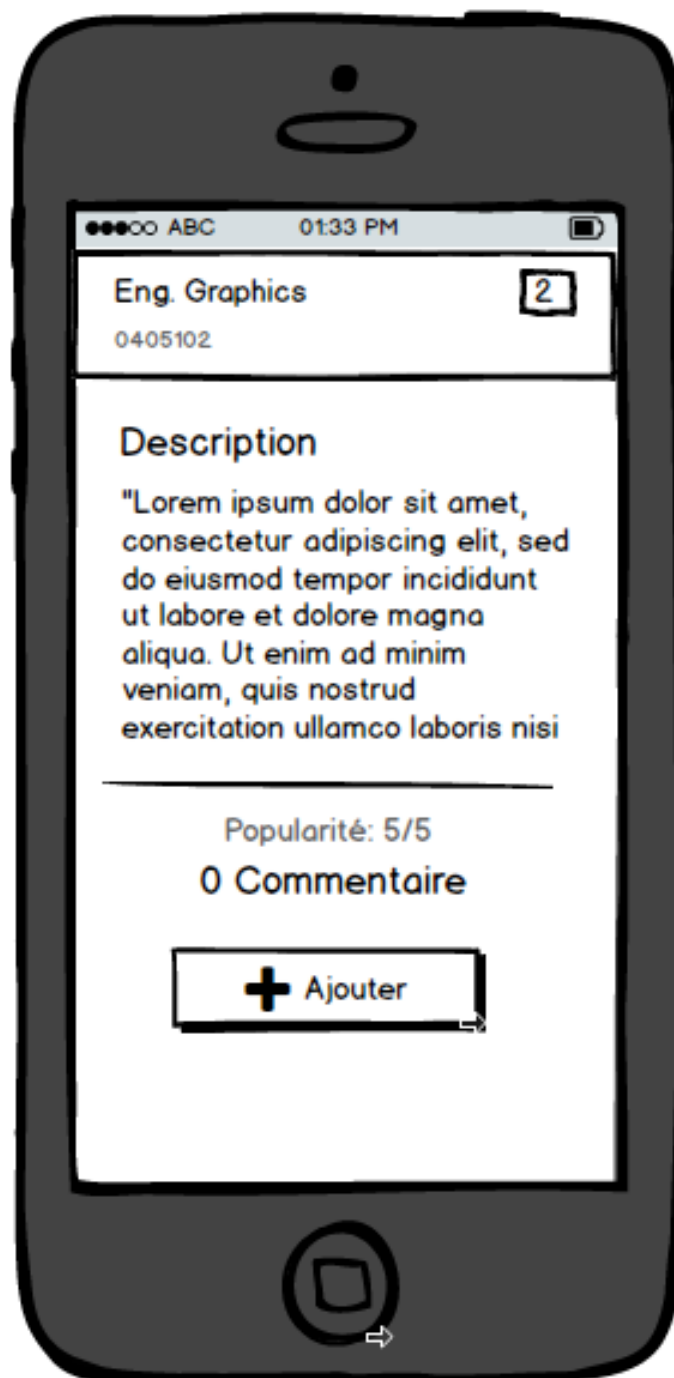 ABC 01:33 PM
Eng. Graphics 2
0405102
Description
"Lorem ipsum dolor sit amet,
consectetur adipiscing elit, sed
do eiusmod tempor incididunt
ut labore et dolore magna
aliqua. Ut enim ad minim
veniam, quis nostrud
exercitation ullamco laboris nisi
Popularité: 5/5
0 Commentaire
Ajouter